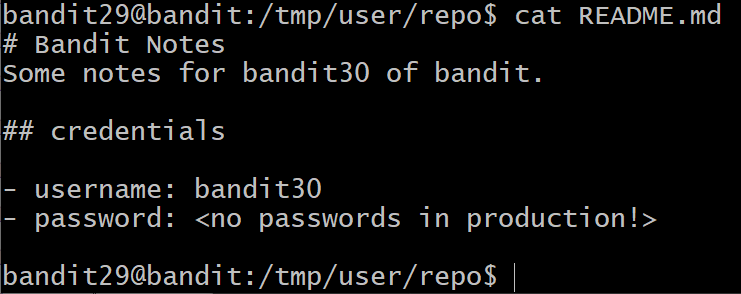 bandit29@bandit:/tmp/user/repo$ cat README.md
# Bandit Notes
Some notes for bandit30 of bandit.
## credentials
- username: bandit30
- password: <no passwords in production!>
bandit29@bandit:/tmp/user/repo$